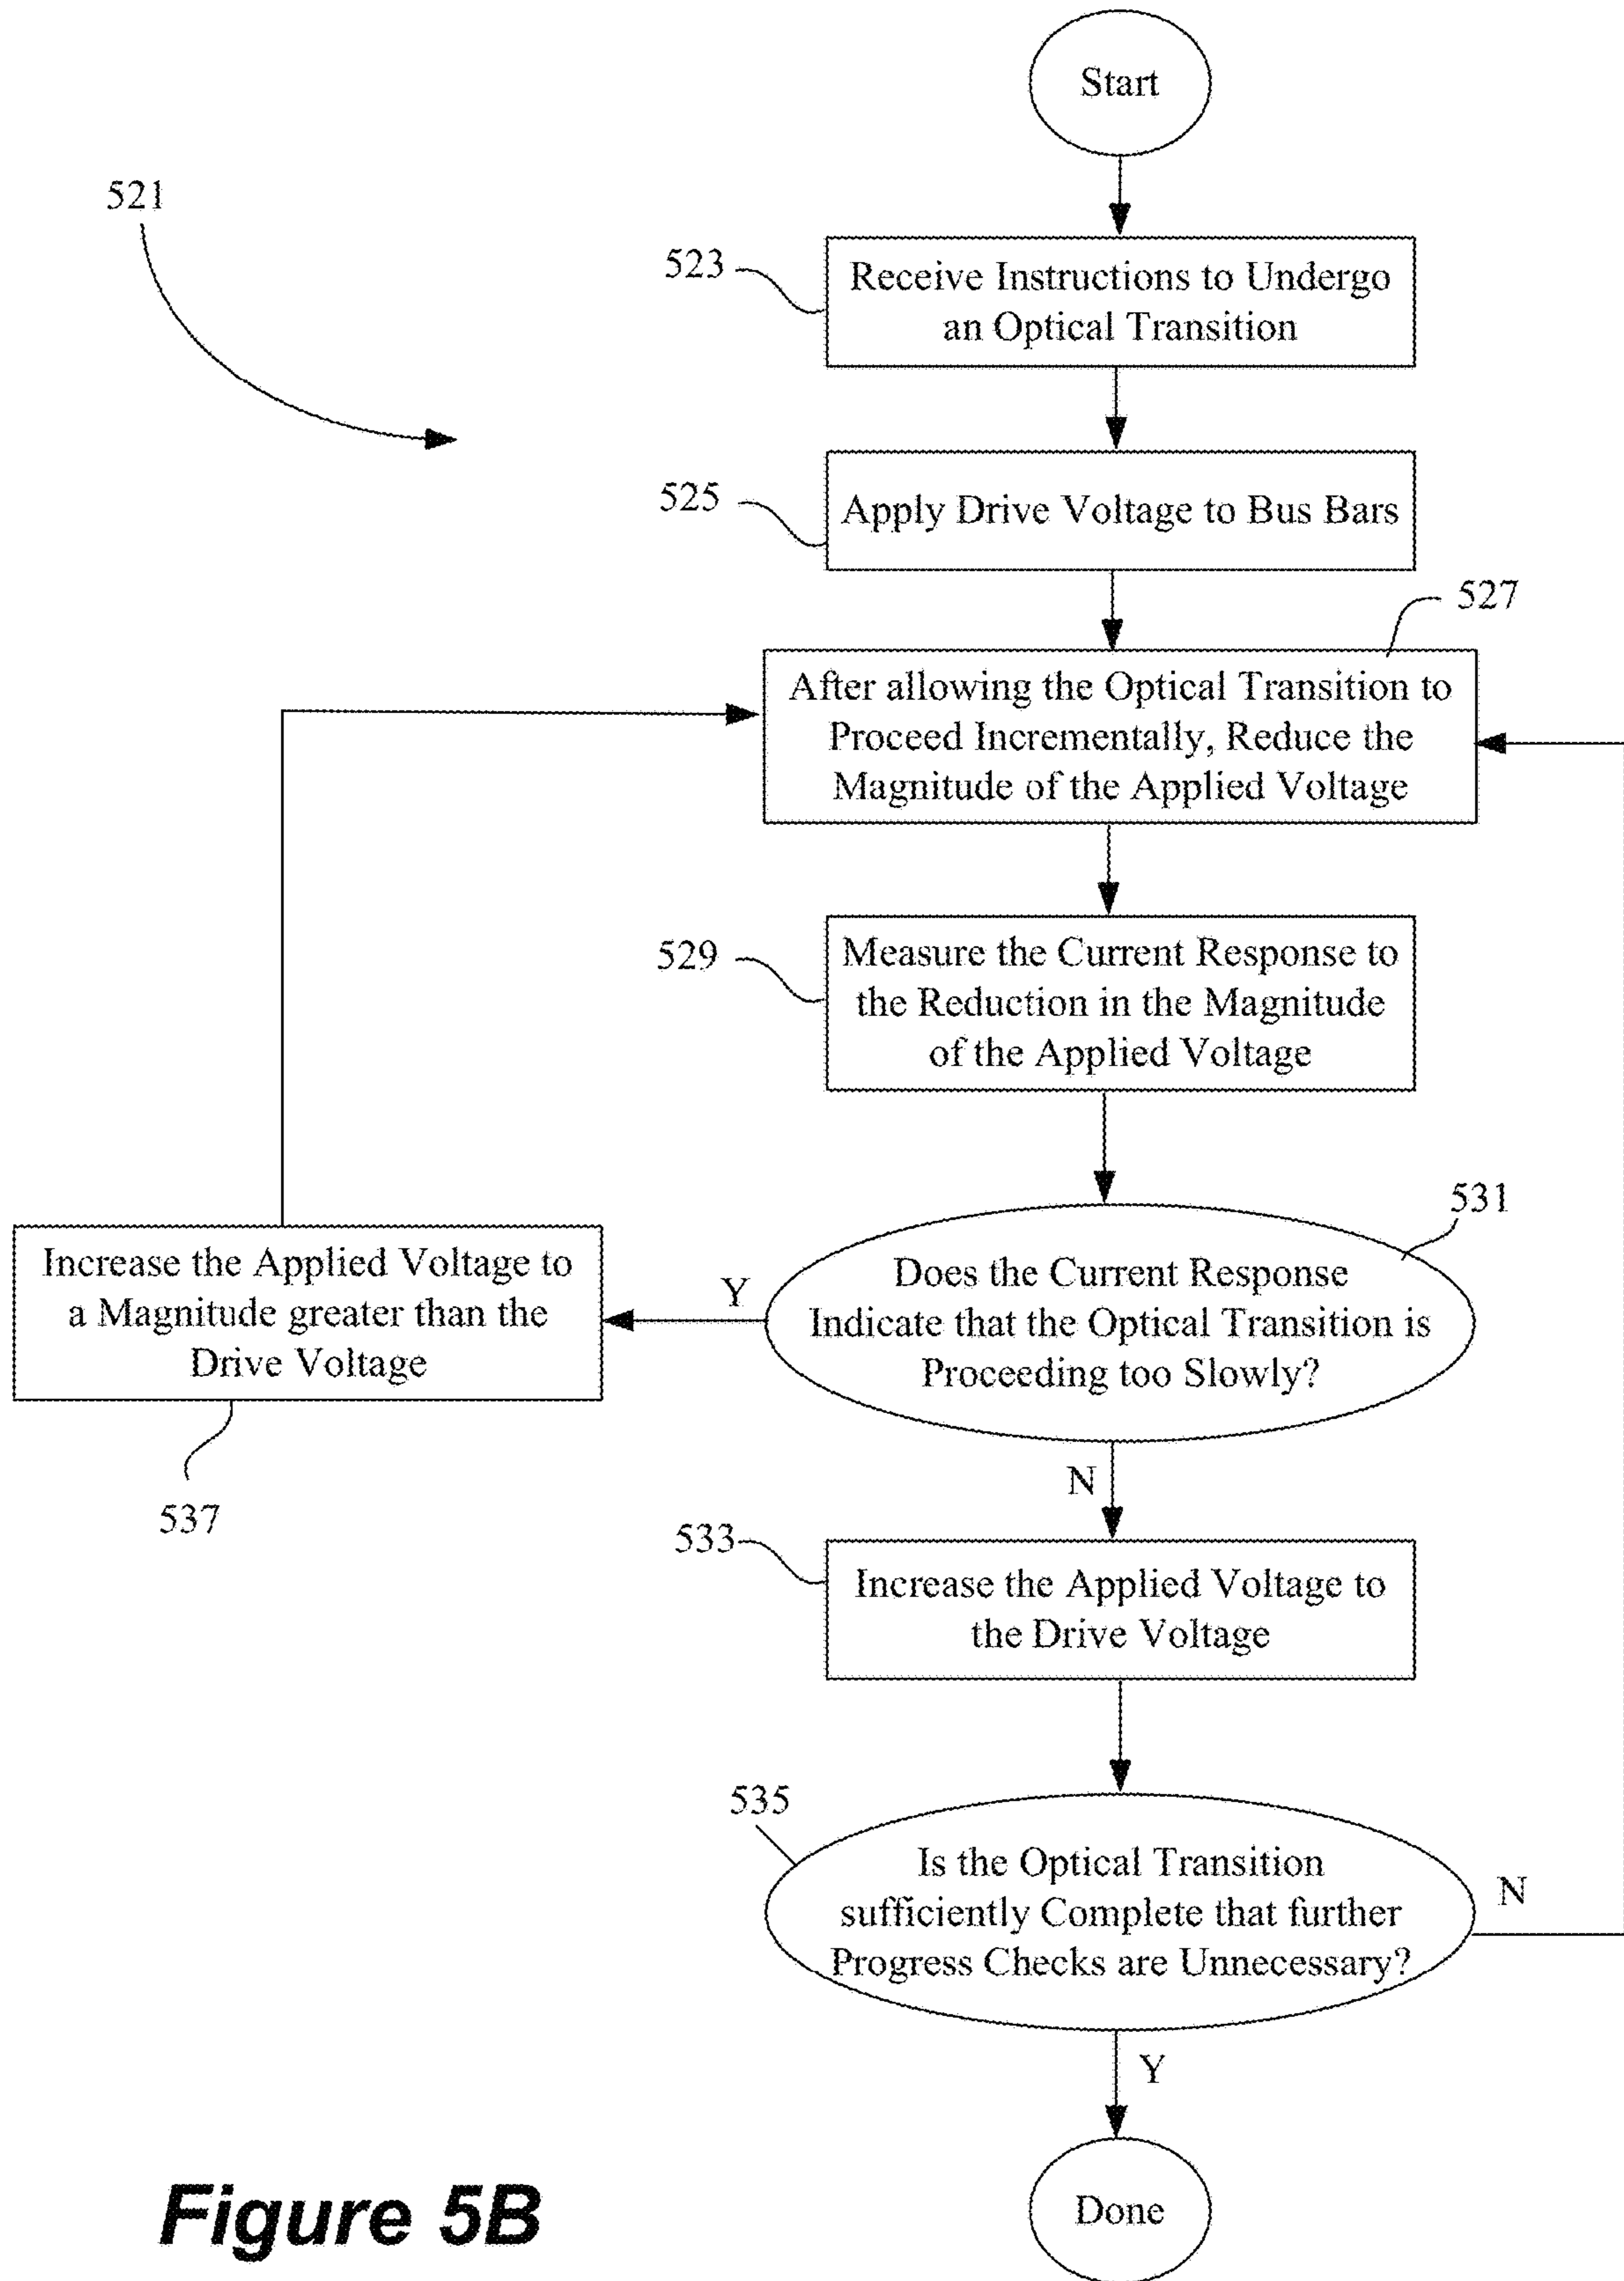 Start
521
523
Receive Instructions to Undergo
an Optical Transition
525
Apply Drive Voltage to Bus Bars
527
After allowing the Optical Transition to
Proceed Incrementally, Reduce the
Magnitude of the Applied Voltage
529
Measure the Current Response to
the Reduction in the Magnitude
of the Applied Voltage
531
Does the Current Response
Indicate that the Optical Transition is
Proceeding too Slowly?
Y
Increase the Applied Voltage to
a Magnitude greater than the
Drive Voltage
537
N
533
Increase the Applied Voltage to
the Drive Voltage
535
Is the Optical Transition
sufficiently Complete that further
Progress Checks are Unnecessary?
N
Y
Done
Figure 5B